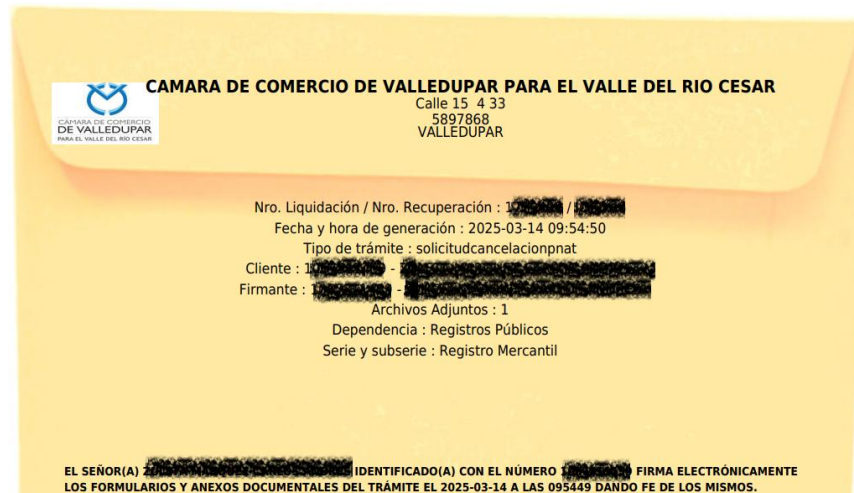 CAMARA DE COMERCIO DE VALLEDUPAR PARA EL VALLE DEL RIO CESAR
CÁMARA DE COMERCIO
DE VALLEDUPAR
PARA EL VALLE DEL RÍO CESAR
Calle 15 4 33
5897868
VALLEDUPAR
Nro. Liquidación / Nro. Recuperación : /
Fecha y hora de generación : 2025-03-14 09:54:50
Tipo de trámite : solicitudcancelacionpnat
Cliente : -
Firmante : -
Archivos Adjuntos : 1
Dependencia : Registros Públicos
Serie y subserie : Registro Mercantil
EL SEÑOR(A) IDENTIFICADO(A) CON EL NÚMERO FIRMA ELECTRÓNICAMENTE
LOS FORMULARIOS Y ANEXOS DOCUMENTALES DEL TRÁMITE EL 2025-03-14 A LAS 095449 DANDO FE DE LOS MISMOS.